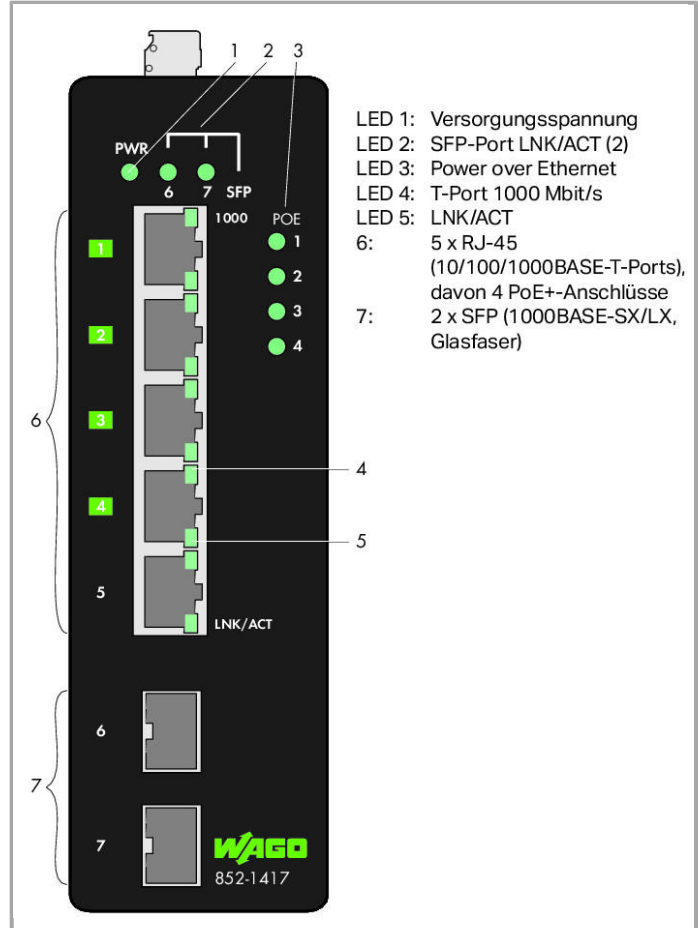 1 2 3
PWR
6 7 SFP
1000 POE
1
2
3
4
1
2
3
4
5
LNK/ACT
6
4
5
6
7
7
WAGO
852-1417
LED 1: Versorgungsspannung
LED 2: SFP-Port LNK/ACT (2)
LED 3: Power over Ethernet
LED 4: T-Port 1000 Mbit/s
LED 5: LNK/ACT
6: 5 x RJ-45
(10/100/1000BASE-T-Ports),
davon 4 PoE+-Anschlüsse
7: 2 x SFP (1000BASE-SX/LX,
Glasfaser)